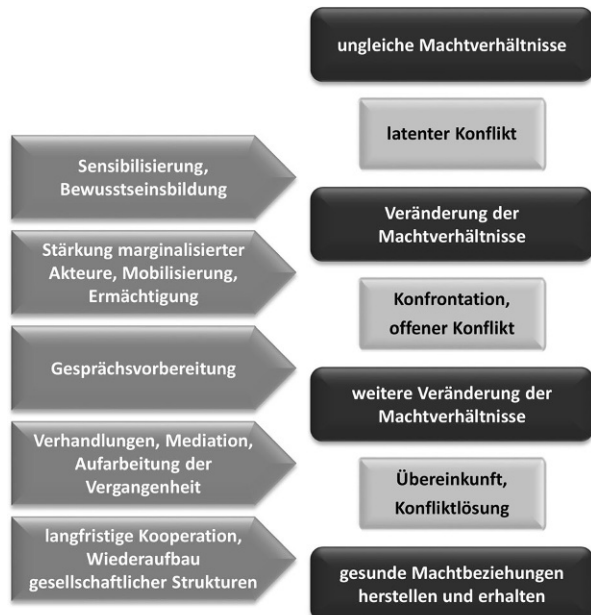 ungleiche Machtverhältnisse
latenter Konflikt
Sensibilisierung,
Bewusstseinsbildung
Veränderung der
Machtverhältnisse
Stärkung marginalisierter
Akteure, Mobilisierung,
Ermächtigung
Konfrontation,
offener Konflikt
Gesprächsvorbereitung
weitere Veränderung der
Machtverhältnisse
Verhandlungen, Mediation,
Aufarbeitung der
Vergangenheit
Übereinkunft,
Konfliktlösung
langfristige Kooperation,
Wiederaufbau
gesellschaftlicher Strukturen
gesunde Machtbeziehungen
herstellen und erhalten